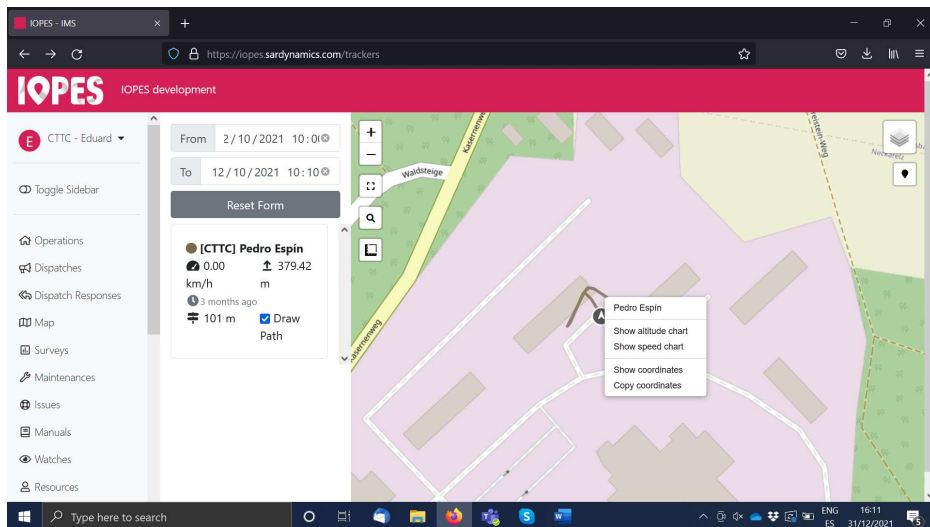 IOPES - IMS
https://iopes.sardynamics.com/trackers
IOPES
IOPES development
E
CTTC - Eduard
Toggle Sidebar
Operations
Dispatches
Dispatch Responses
Map
Surveys
Maintenances
Issues
Manuals
Watches
Resources
From
2/10/2021 10:0
To
12/10/2021 10:10
Reset Form
[CTTC] Pedro Espín
0.00
km/h
379.42
m
3 months ago
101 m
Draw
Path
+
−
Kasernenweg
Waldsteige
Kasernenweg
Neckarelz
Pedro Espín
Show altitude chart
Show speed chart
Show coordinates
Copy coordinates
Type here to search
ENG
ES
16:11
31/12/2021
5